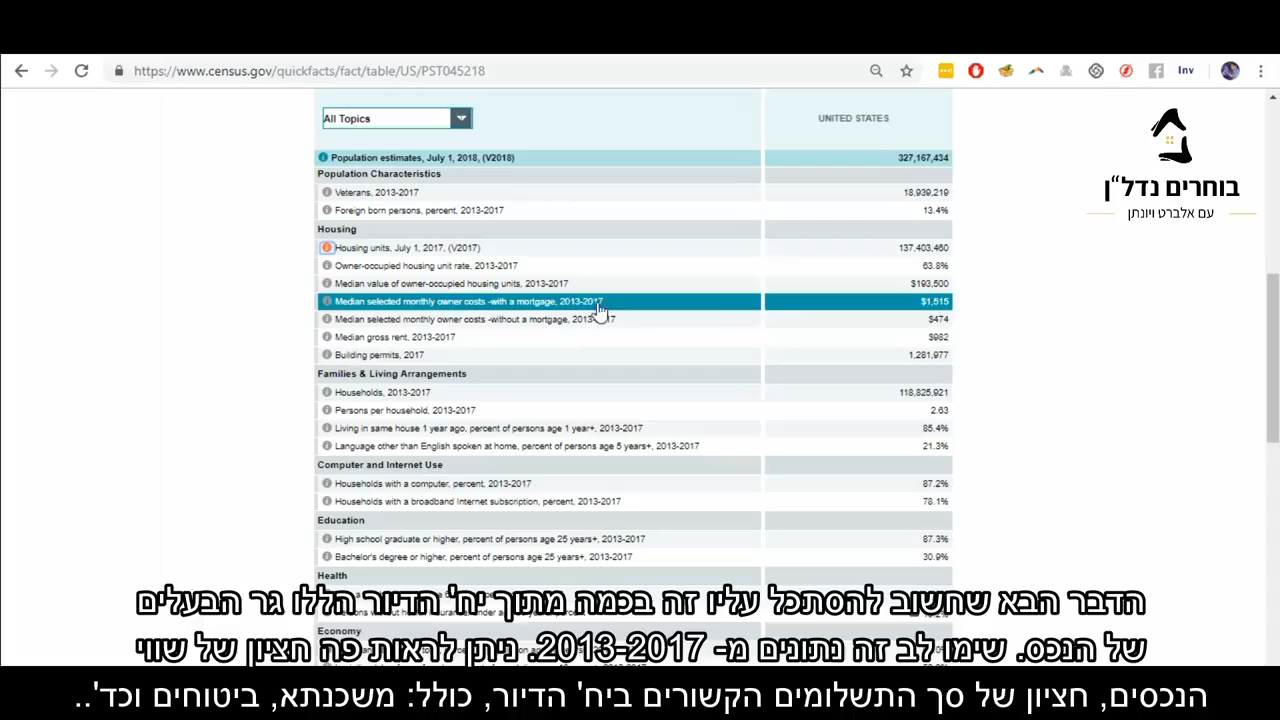 https://www.census.gov/quickfacts/fact/table/US/PST045218
Inv
All Topics
UNITED STATES
בוחרים נדל"ן
עם אלברט ויונתן
Population estimates, July 1, 2018, (V2018) 327,167,434
Population Characteristics
Veterans, 2013-2017 18,939,219
Foreign born persons, percent, 2013-2017 13.4%
Housing
Housing units, July 1, 2017, (V2017) 137,403,460
Owner-occupied housing unit rate, 2013-2017 63.8%
Median value of owner-occupied housing units, 2013-2017 $193,500
Median selected monthly owner costs -with a mortgage, 2013-2017 $1,515
Median selected monthly owner costs -without a mortgage, 2013-2017 $474
Median gross rent, 2013-2017 $982
Building permits, 2017 1,281,977
Families & Living Arrangements
Households, 2013-2017 118,825,921
Persons per household, 2013-2017 2.63
Living in same house 1 year ago, percent of persons age 1 year+, 2013-2017 85.4%
Language other than English spoken at home, percent of persons age 5 years+, 2013-2017 21.3%
Computer and Internet Use
Households with a computer, percent, 2013-2017 87.2%
Households with a broadband Internet subscription, percent, 2013-2017 78.1%
Education
High school graduate or higher, percent of persons age 25 years+, 2013-2017 87.3%
Bachelor's degree or higher, percent of persons age 25 years+, 2013-2017 30.9%
Health
Economy
הדבר הבא שחשוב להסתכל עליו זה בכמה מתוך יח' הדיור הללו גר הבעלים
של הנכס. שימו לב זה נתונים מ- 2013-2017. ניתן לראות פה חציון של שווי
הנכסים, חציון של סך התשלומים הקשורים ביח' הדיור, כולל: משכנתא, ביטוחים וכד'..